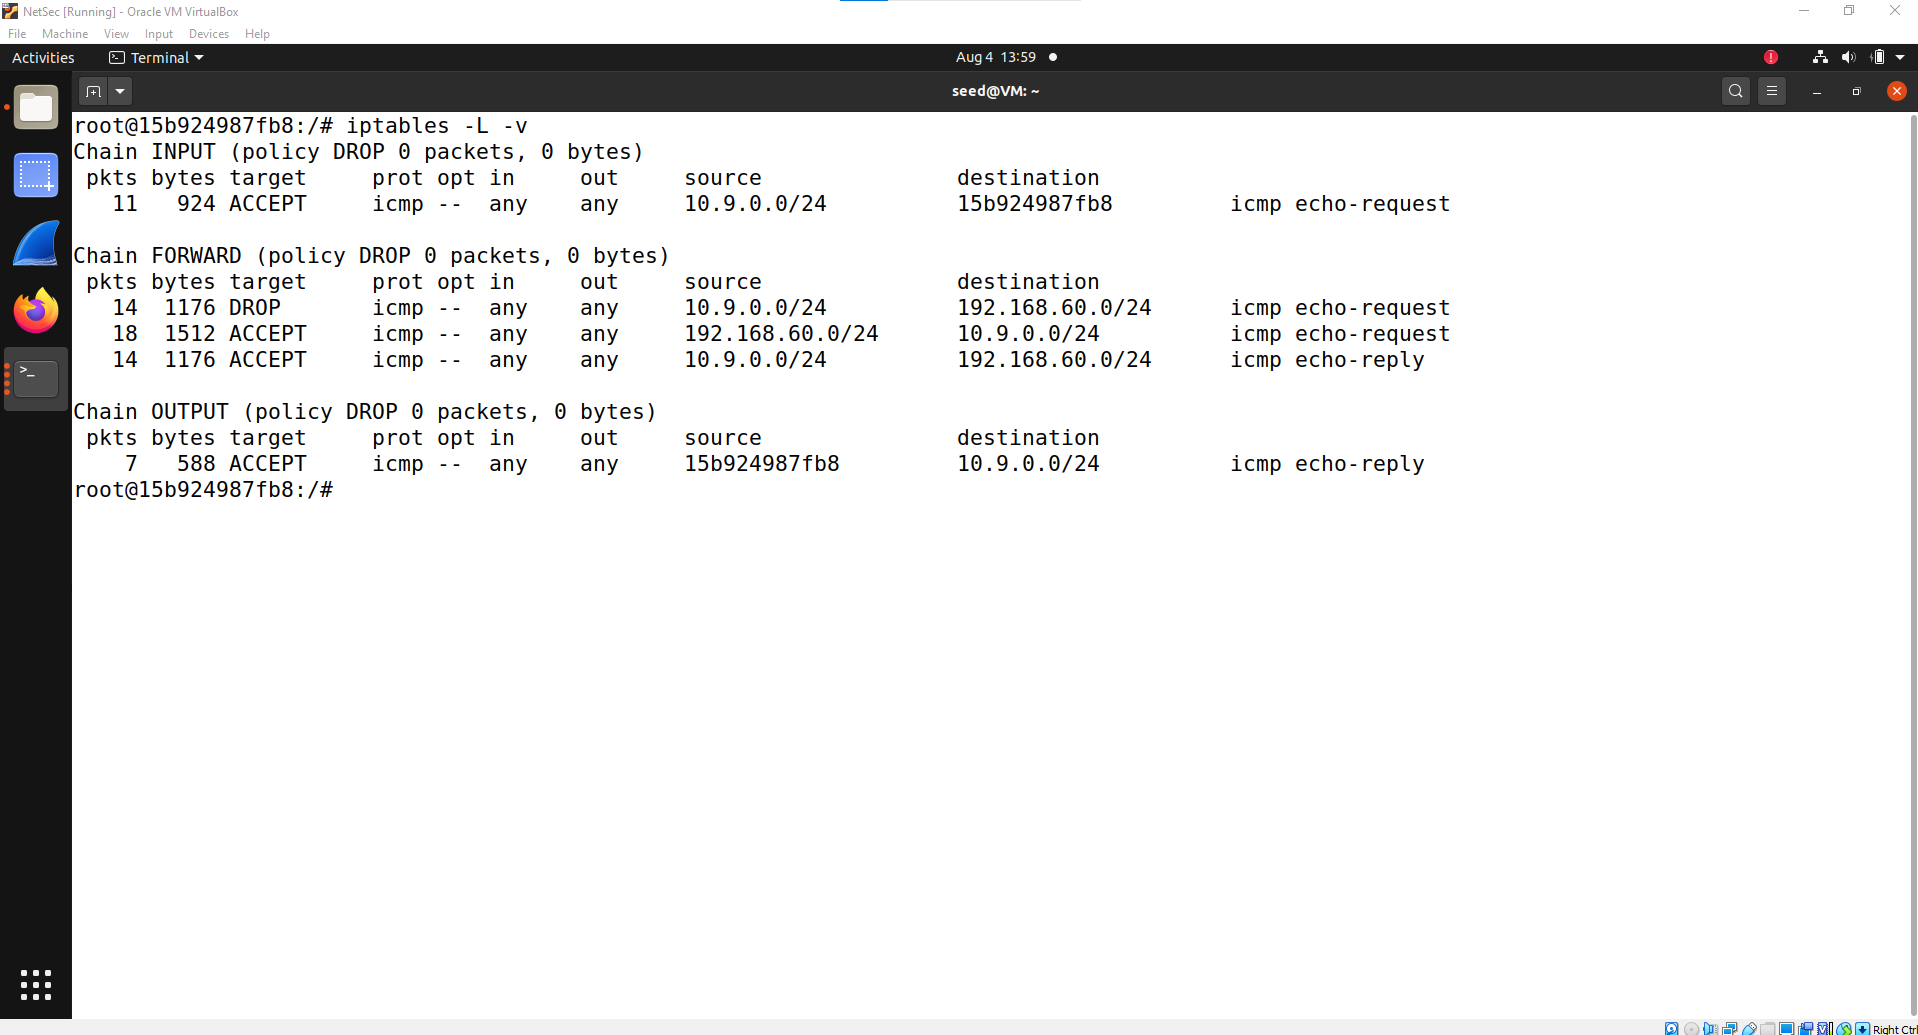 NetSec [Running] - Oracle VM VirtualBox
File Machine View Input Devices Help
Activities Terminal Aug 4 13:59
seed@VM: ~
root@15b924987fb8:/# iptables -L -v
Chain INPUT (policy DROP 0 packets, 0 bytes)
pkts bytes target prot opt in out source destination
11 924 ACCEPT icmp -- any any 10.9.0.0/24 15b924987fb8 icmp echo-request
Chain FORWARD (policy DROP 0 packets, 0 bytes)
pkts bytes target prot opt in out source destination
14 1176 DROP icmp -- any any 10.9.0.0/24 192.168.60.0/24 icmp echo-request
18 1512 ACCEPT icmp -- any any 192.168.60.0/24 10.9.0.0/24 icmp echo-request
14 1176 ACCEPT icmp -- any any 10.9.0.0/24 192.168.60.0/24 icmp echo-reply
Chain OUTPUT (policy DROP 0 packets, 0 bytes)
pkts bytes target prot opt in out source destination
7 588 ACCEPT icmp -- any any 15b924987fb8 10.9.0.0/24 icmp echo-reply
root@15b924987fb8:/#
Right Ctrl